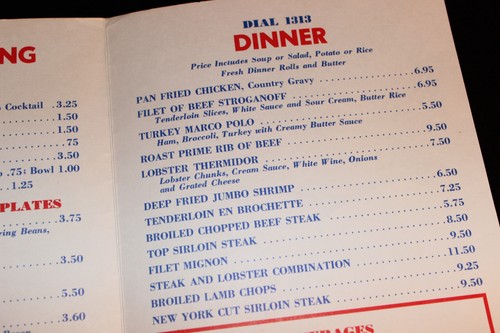 NG
Cocktail . 3.25
. . . . . 1.50
. . . . . 1.50
. . . . . .75
. . . . . 3.50
.75: Bowl 1.00
. . 1.25
PLATES
. . . . . 3.75
ring Beans,
. . . . . 3.50
. . . . . 5.50
. . . . . 3.60
DIAL 1313
DINNER
Price Includes Soup or Salad, Potato or Rice
Fresh Dinner Rolls and Butter
PAN FRIED CHICKEN, Country Gravy . . . . . 6.95
FILET OF BEEF STROGANOFF . . . . . 6.95
Tenderloin Slices, White Sauce and Sour Cream, Butter Rice
TURKEY MARCO POLO . . . . . 5.50
Ham, Broccoli, Turkey with Creamy Butter Sauce
ROAST PRIME RIB OF BEEF . . . . . 9.50
LOBSTER THERMIDOR . . . . . 7.50
Lobster Chunks, Cream Sauce, White Wine, Onions
and Grated Cheese
DEEP FRIED JUMBO SHRIMP . . . . . 6.50
TENDERLOIN EN BROCHETTE . . . . . 7.25
BROILED CHOPPED BEEF STEAK . . . . . 5.75
TOP SIRLOIN STEAK . . . . . 8.50
FILET MIGNON . . . . . 9.50
STEAK AND LOBSTER COMBINATION . . . . . 11.50
BROILED LAMB CHOPS . . . . . 9.25
NEW YORK CUT SIRLOIN STEAK . . . . . 9.50
ERAGES